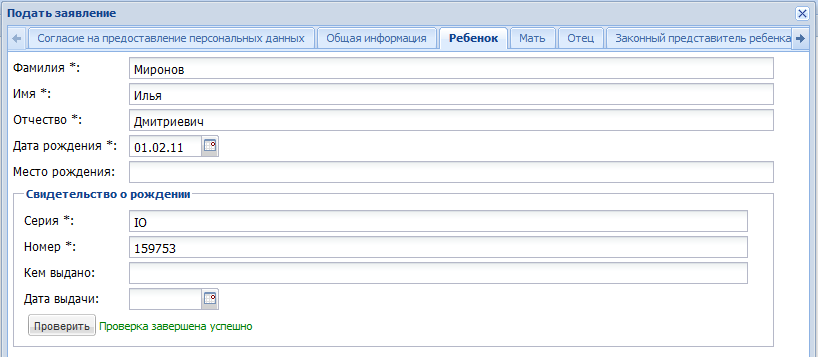 Подать заявление
Согласие на предоставление персональных данных Общая информация Ребенок Мать Отец Законный представитель ребенка
Фамилия *: Миронов
Имя *: Илья
Отчество *: Дмитриевич
Дата рождения *: 01.02.11
Место рождения:
Свидетельство о рождении
Серия *: IO
Номер *: 159753
Кем выдано:
Дата выдачи:
Проверить Проверка завершена успешно